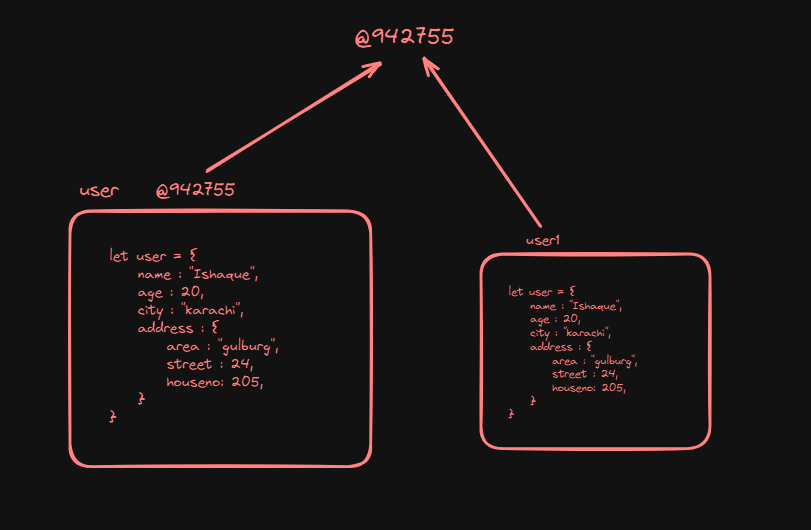 @942755
user @942755
let user = {
name : "Ishaque",
age : 20,
city : "karachi",
address : {
area : "gulburg",
street : 24,
houseno: 205,
}
}
user1
let user = {
name : "Ishaque",
age : 20,
city : "karachi",
address : {
area : "gulburg",
street : 24,
houseno: 205,
}
}